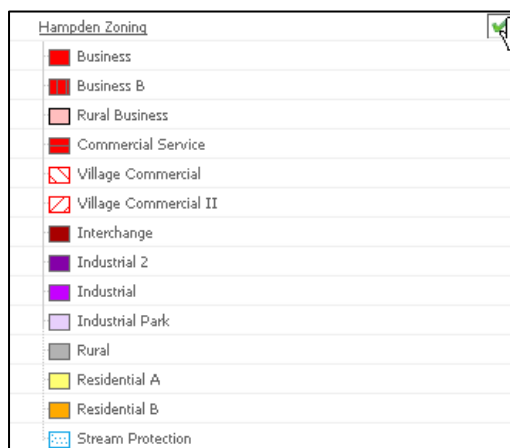 Hampden Zoning
Business
Business B
Rural Business
Commercial Service
Village Commercial
Village Commercial II
Interchange
Industrial 2
Industrial
Industrial Park
Rural
Residential A
Residential B
Stream Protection